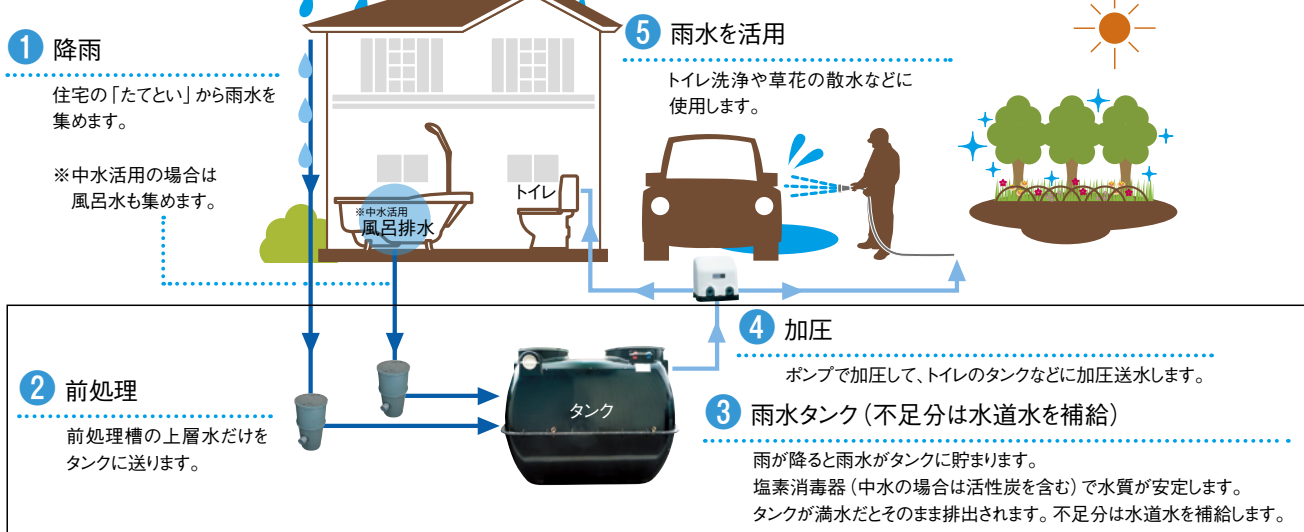 1 降雨
住宅の「たてとい」から雨水を
集めます。
※中水活用の場合は
風呂水も集めます。
※中水活用
風呂排水
トイレ
5 雨水を活用
トイレ洗浄や草花の散水などに
使用します。
2 前処理
前処理槽の上層水だけを
タンクに送ります。
タンク
4 加圧
ポンプで加圧して、トイレのタンクなどに加圧送水します。
3 雨水タンク（不足分は水道水を補給）
雨が降ると雨水がタンクに貯まります。
塩素消毒器（中水の場合は活性炭を含む）で水質が安定します。
タンクが満水だとそのまま排出されます。不足分は水道水を補給します。